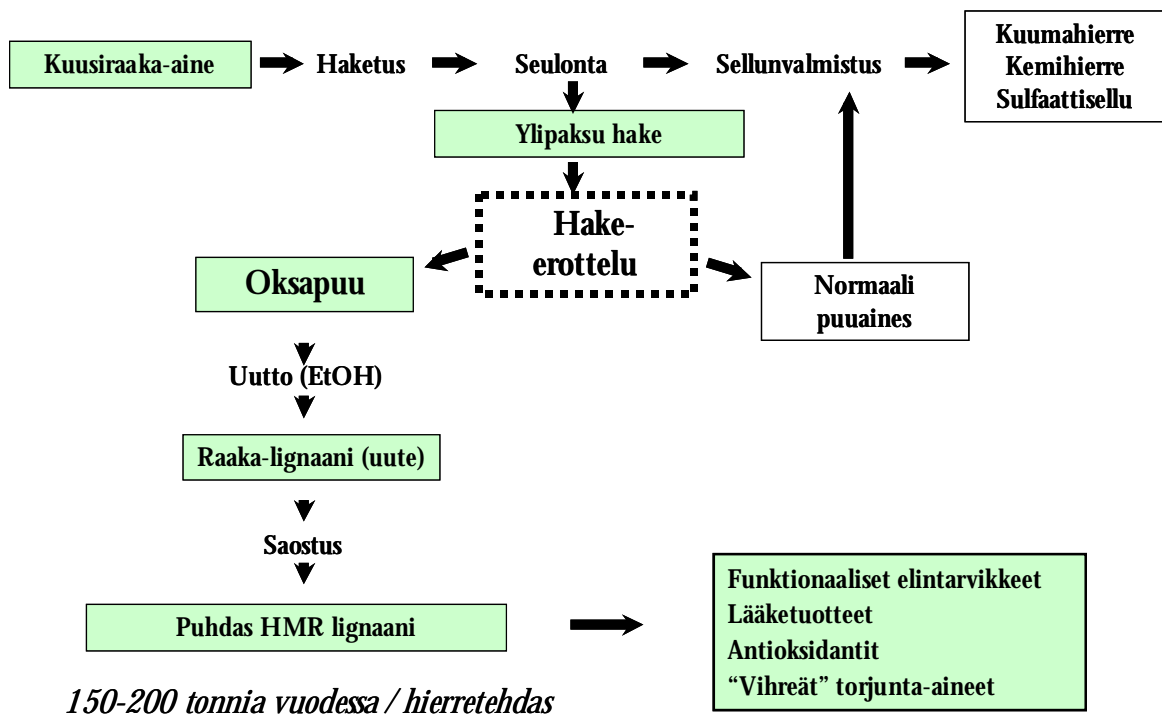 Kuusiraaka-aine
Haketus
Seulonta
Sellunvalmistus
Kuumahierre
Kemihierre
Sulfaattisellu
Ylipaksu hake
Hake-
erottelu
Oksapuu
Normaali
puuaines
Uutto (EtOH)
Raaka-lignaani (uute)
Saostus
Puhdas HMR lignaani
Funktionaaliset elintarvikkeet
Lääketuotteet
Antioksidantit
“Vihreät” torjunta-aineet
150-200 tonnia vuodessa / hierretehdas